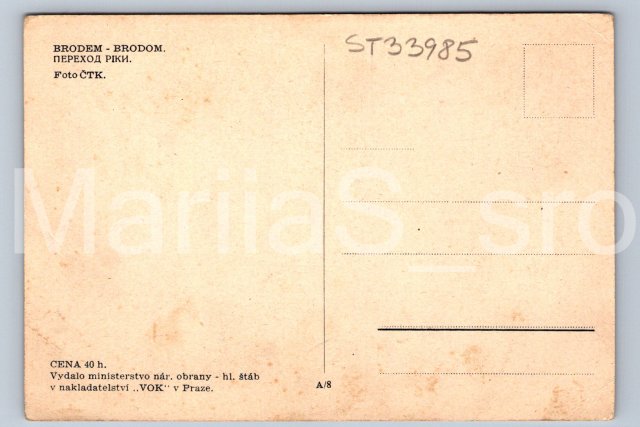 BRODEM - BRODOM.
ПЕРЕХОД РІКИ.
Foto ČTK.
ST33985
CENA 40 h.
Vydalo ministerstvo nár. obrany - hl. štáb
v nakladatelství „VOK" v Praze.
A/8
MarilaS_sro